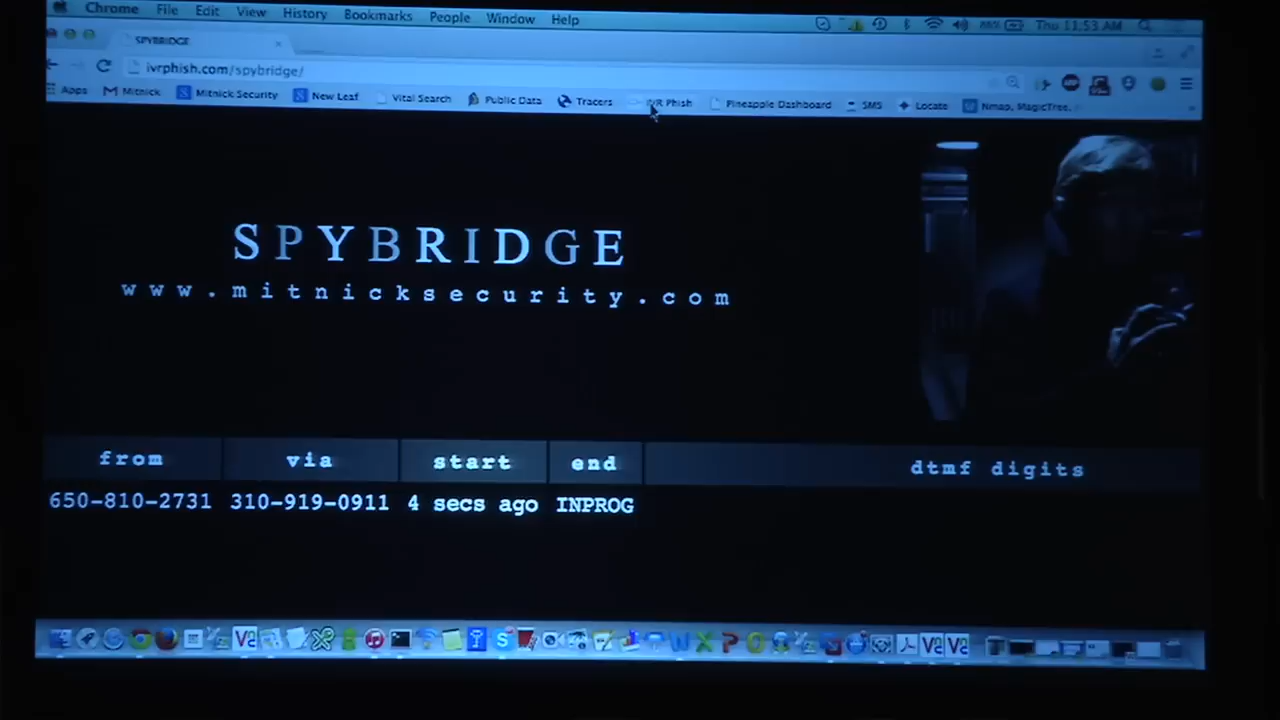 Chrome File Edit View History Bookmarks People Window Help
Thu 11:53 AM
SPYBRIDGE
ivrphish.com/spybridge/
Apps Mitnick Mitnick Security New Leaf Vital Search Public Data Tracers IVR Phish Pineapple Dashboard SMS Locate Nmap, MagicTree,
SPYBRIDGE
www.mitnicksecurity.com
from via start end dtmf digits
650-810-2731 310-919-0911 4 secs ago INPROG